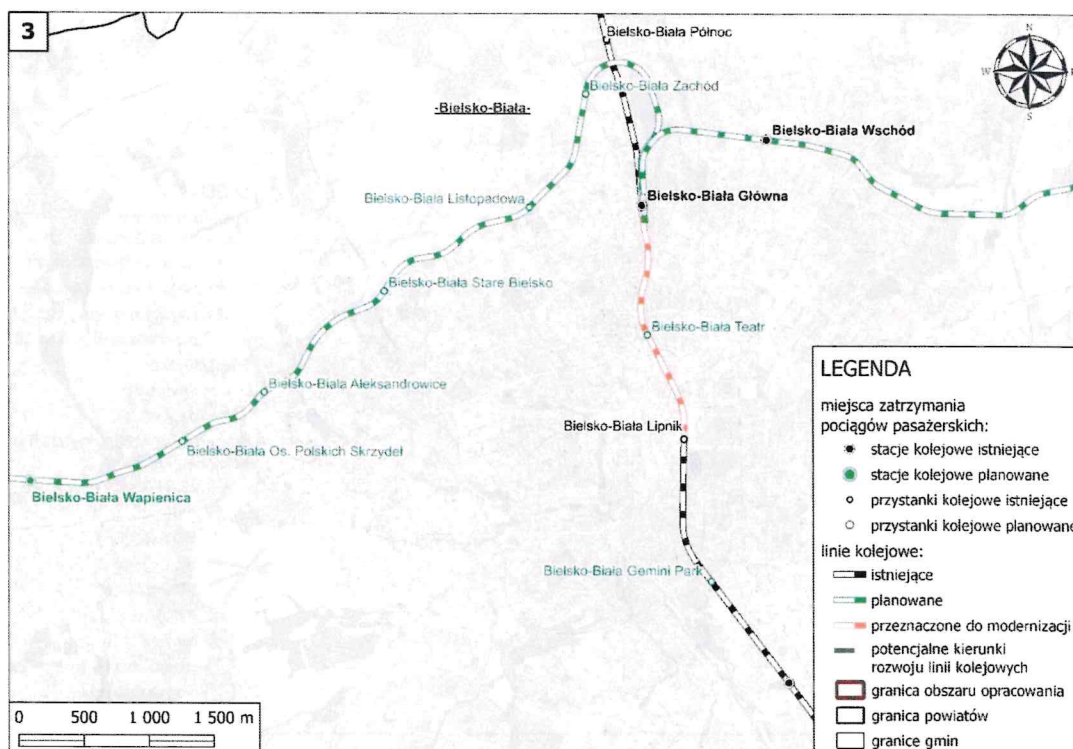 3
Bielsko-Biała Północ
N
W
E
S
Bielsko-Biała Zachód
-Bielsko-Biała-
Bielsko-Biała Wschód
Bielsko-Biała Listopadowa
Bielsko-Biała Główna
Bielsko-Biała Stare Bielsko
Bielsko-Biała Teatr
Bielsko-Biała Aleksandrowice
Bielsko-Biała Lipnik
Bielsko-Biała Os. Polskich Skrzydeł
Bielsko-Biała Wapienica
Bielsko-Biała Gemini Park
LEGENDA
miejsca zatrzymania
pociągów pasażerskich:
stacje kolejowe istniejące
stacje kolejowe planowane
przystanki kolejowe istniejące
przystanki kolejowe planowane
linie kolejowe:
istniejące
planowane
przeznaczone do modernizacji
potencjalne kierunki
rozwoju linii kolejowych
granica obszaru opracowania
granica powiatów
granice gmin
0 500 1 000 1 500 m